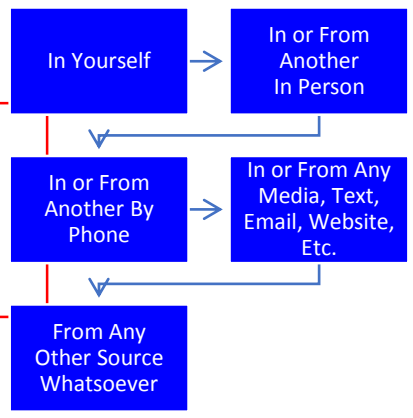 In Yourself
In or From
Another
In Person
In or From
Another By
Phone
In or From Any
Media, Text,
Email, Website,
Etc.
From Any
Other Source
Whatsoever